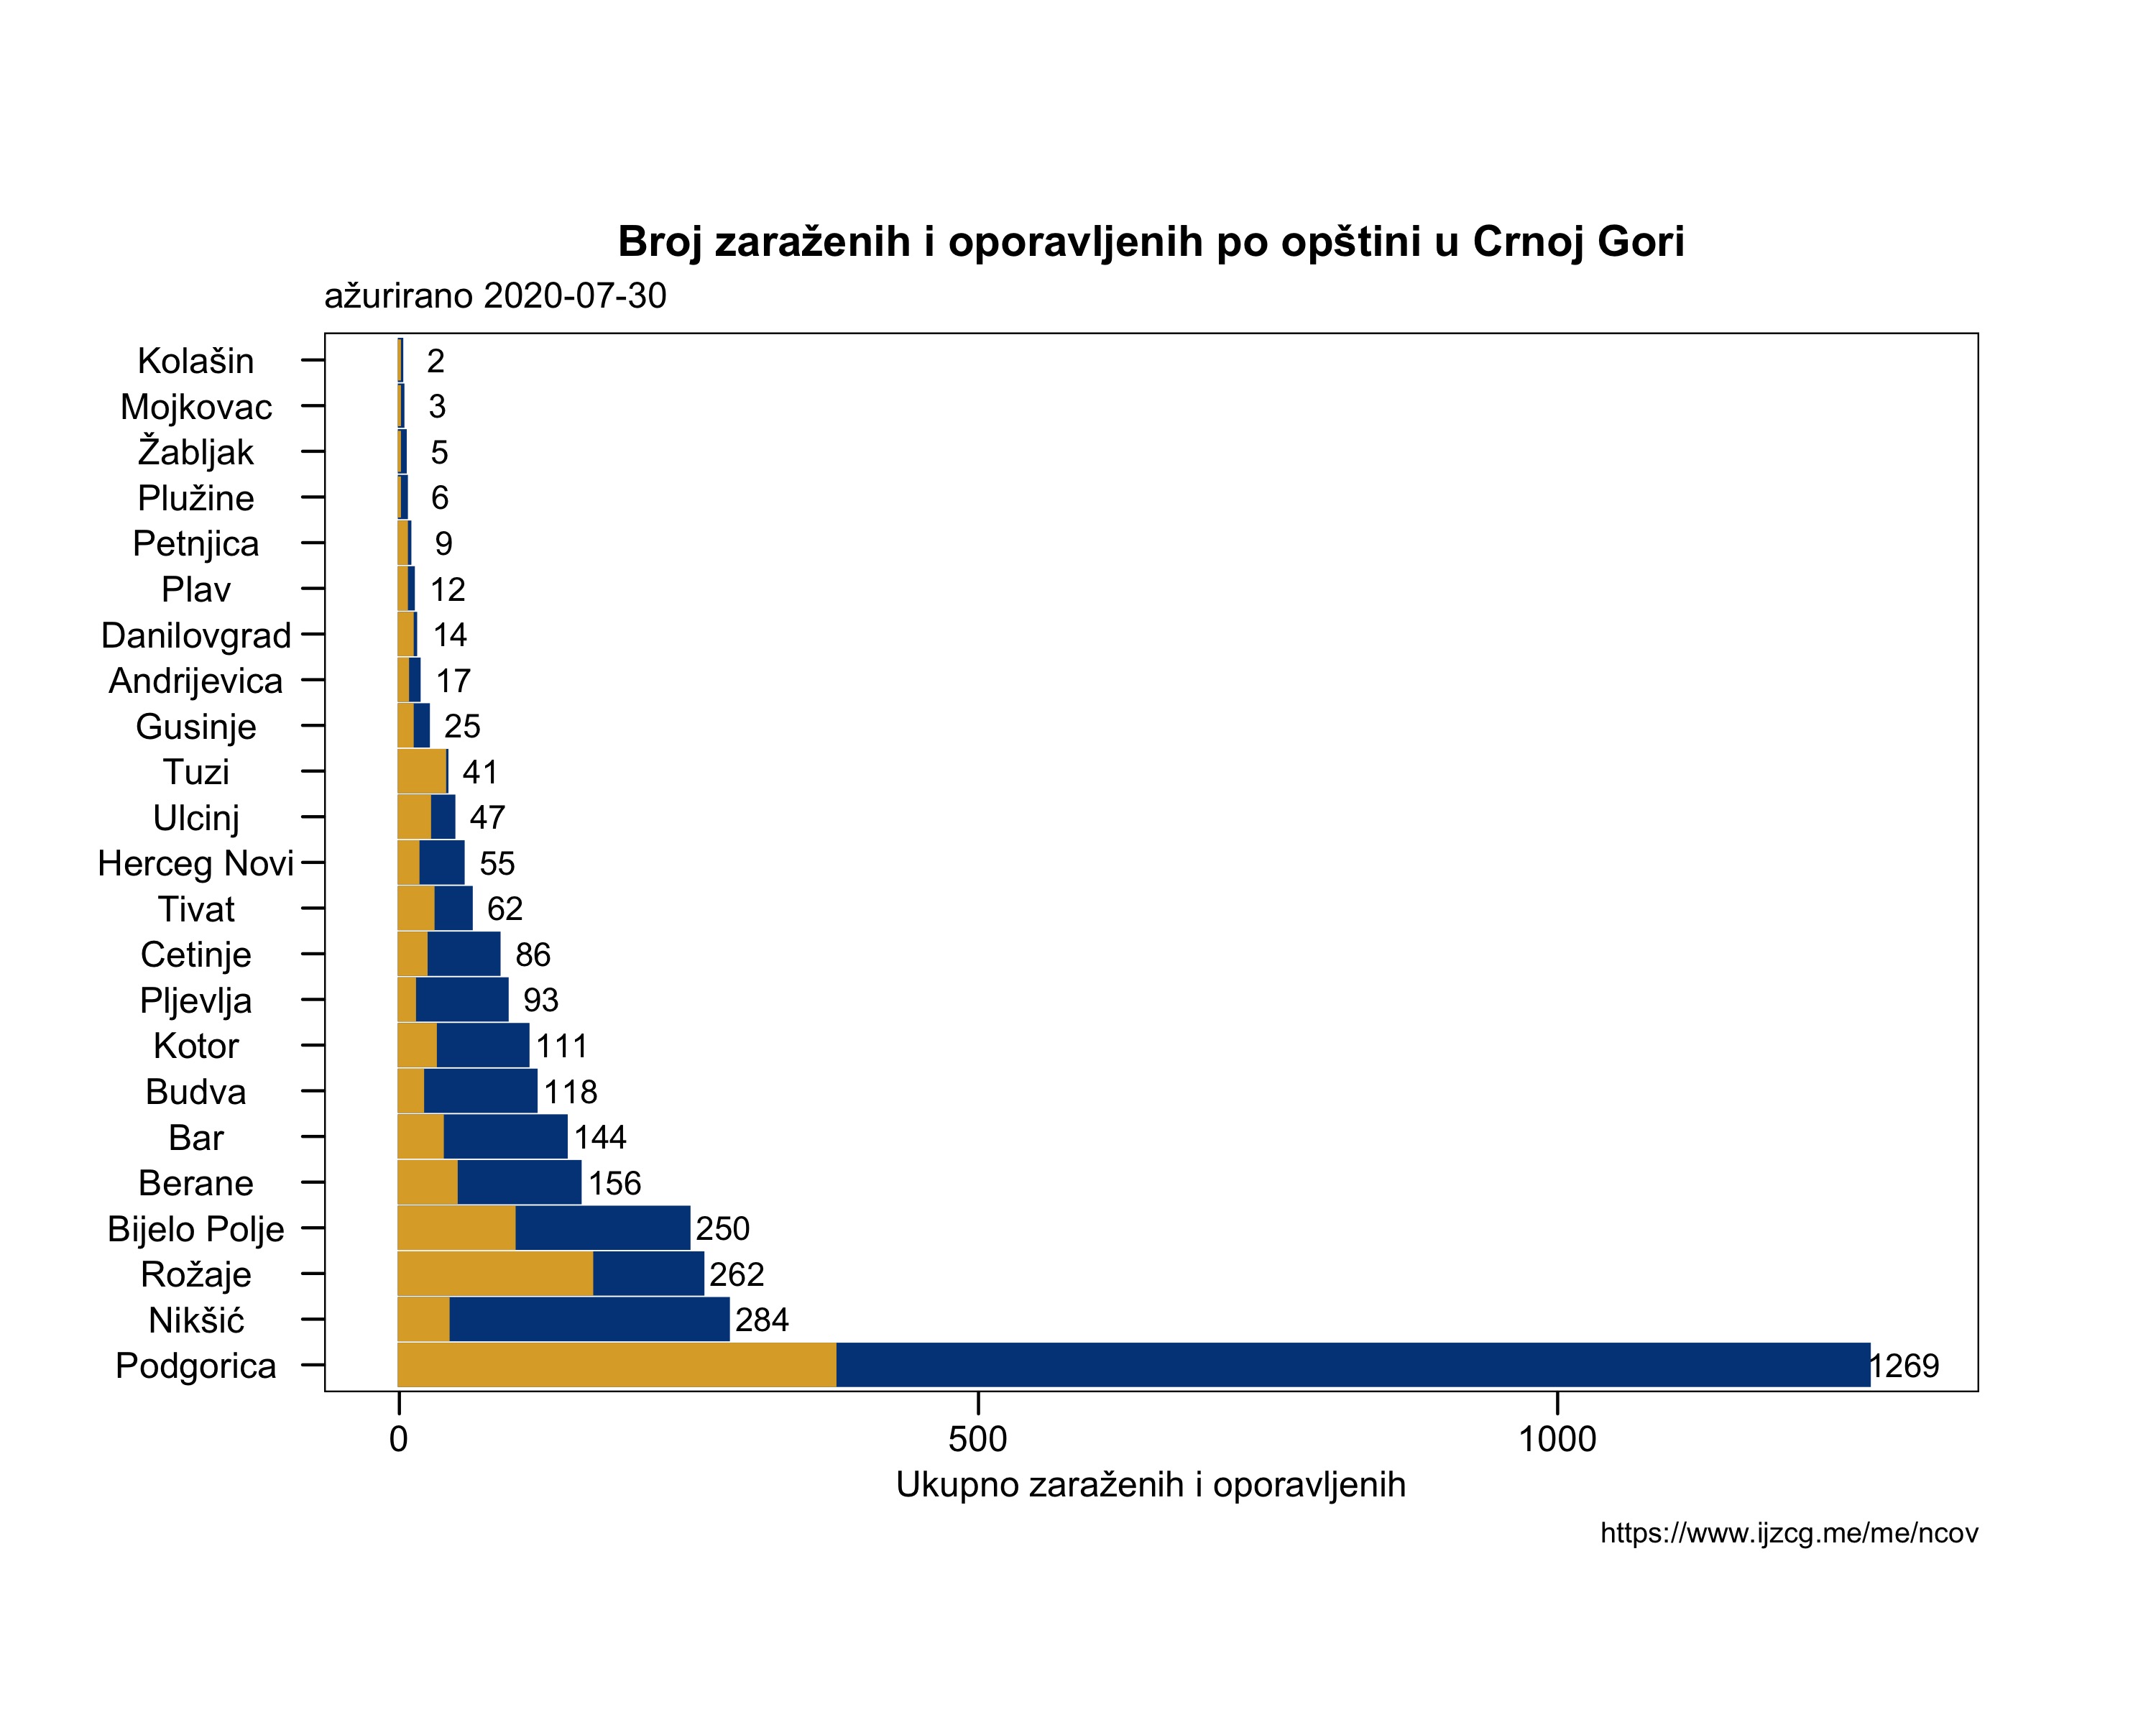 Broj zaraženih i oporavljenih po opštini u Crnoj Gori
ažurirano 2020-07-30
Kolašin 2
Mojkovac 3
Žabljak 5
Plužine 6
Petnjica 9
Plav 12
Danilovgrad 14
Andrijevica 17
Gusinje 25
Tuzi 41
Ulcinj 47
Herceg Novi 55
Tivat 62
Cetinje 86
Pljevlja 93
Kotor 111
Budva 118
Bar 144
Berane 156
Bijelo Polje 250
Rožaje 262
Nikšić 284
Podgorica 1269
0 500 1000
Ukupno zaraženih i oporavljenih
https://www.ijzcg.me/me/ncov